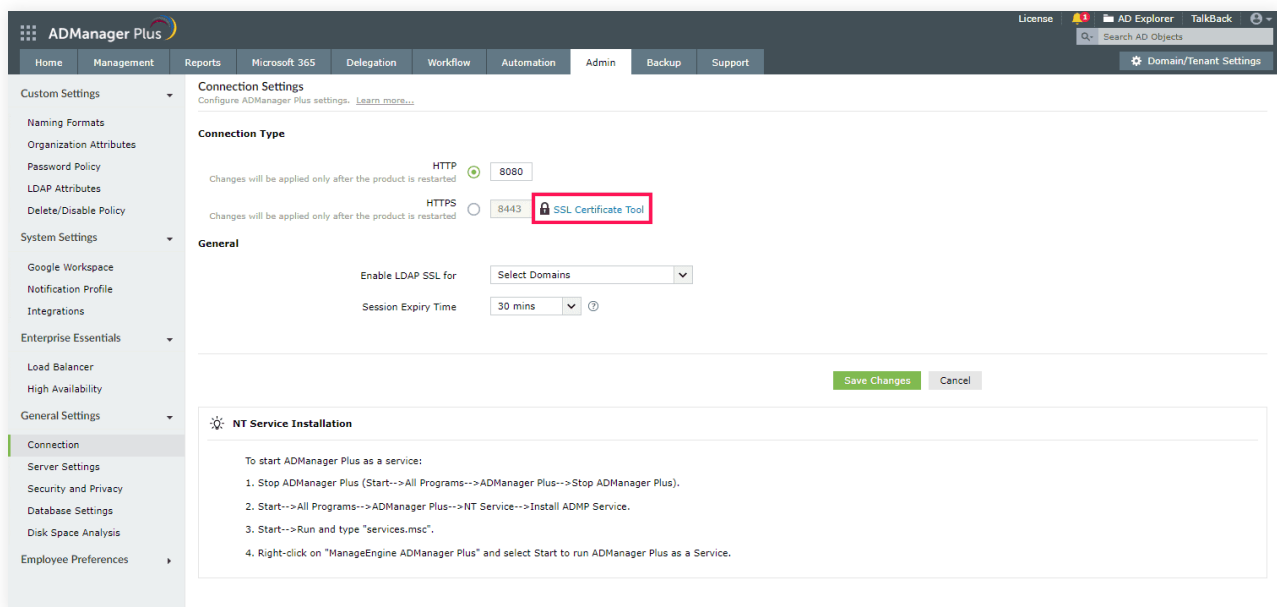 License
1
AD Explorer
TalkBack
ADManager Plus
Search AD Objects
Home Management Reports Microsoft 365 Delegation Workflow Automation Admin Backup Support
Domain/Tenant Settings
Custom Settings
Naming Formats
Organization Attributes
Password Policy
LDAP Attributes
Delete/Disable Policy
System Settings
Google Workspace
Notification Profile
Integrations
Enterprise Essentials
Load Balancer
High Availability
General Settings
Connection
Server Settings
Security and Privacy
Database Settings
Disk Space Analysis
Employee Preferences
Connection Settings
Configure ADManager Plus settings. Learn more...
Connection Type
HTTP 8080
Changes will be applied only after the product is restarted
HTTPS 8443 SSL Certificate Tool
Changes will be applied only after the product is restarted
General
Enable LDAP SSL for Select Domains
Session Expiry Time 30 mins ?
Save Changes Cancel
NT Service Installation
To start ADManager Plus as a service:
1. Stop ADManager Plus (Start-->All Programs-->ADManager Plus-->Stop ADManager Plus).
2. Start-->All Programs-->ADManager Plus-->NT Service-->Install ADMP Service.
3. Start-->Run and type "services.msc".
4. Right-click on "ManageEngine ADManager Plus" and select Start to run ADManager Plus as a Service.